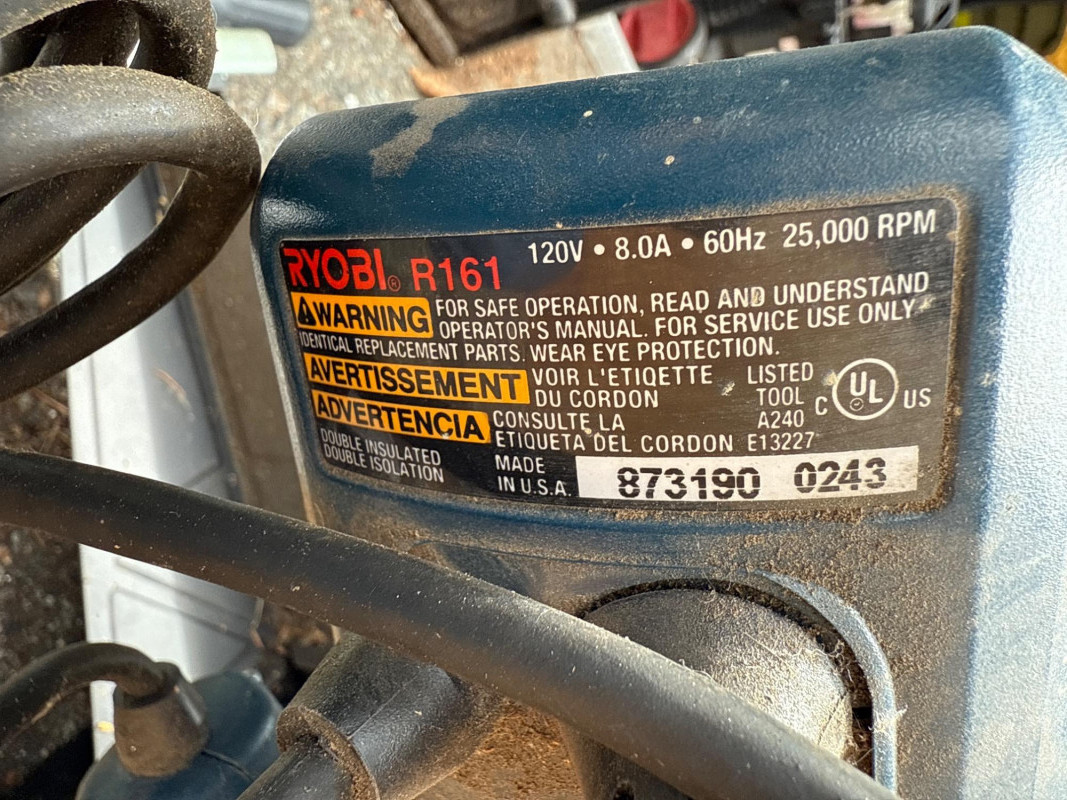 RYOBI® R161 120V • 8.0A • 60Hz 25,000 RPM
WARNING FOR SAFE OPERATION, READ AND UNDERSTAND
OPERATOR'S MANUAL. FOR SERVICE USE ONLY
IDENTICAL REPLACEMENT PARTS. WEAR EYE PROTECTION.
AVERTISSEMENT VOIR L'ETIQETTE
DU CORDON
ADVERTENCIA CONSULTE LA
ETIQUETA DEL CORDON
LISTED
TOOL
A240
E13227
C UL US
DOUBLE INSULATED
DOUBLE ISOLATION
MADE
IN U.S.A.
873190 0243